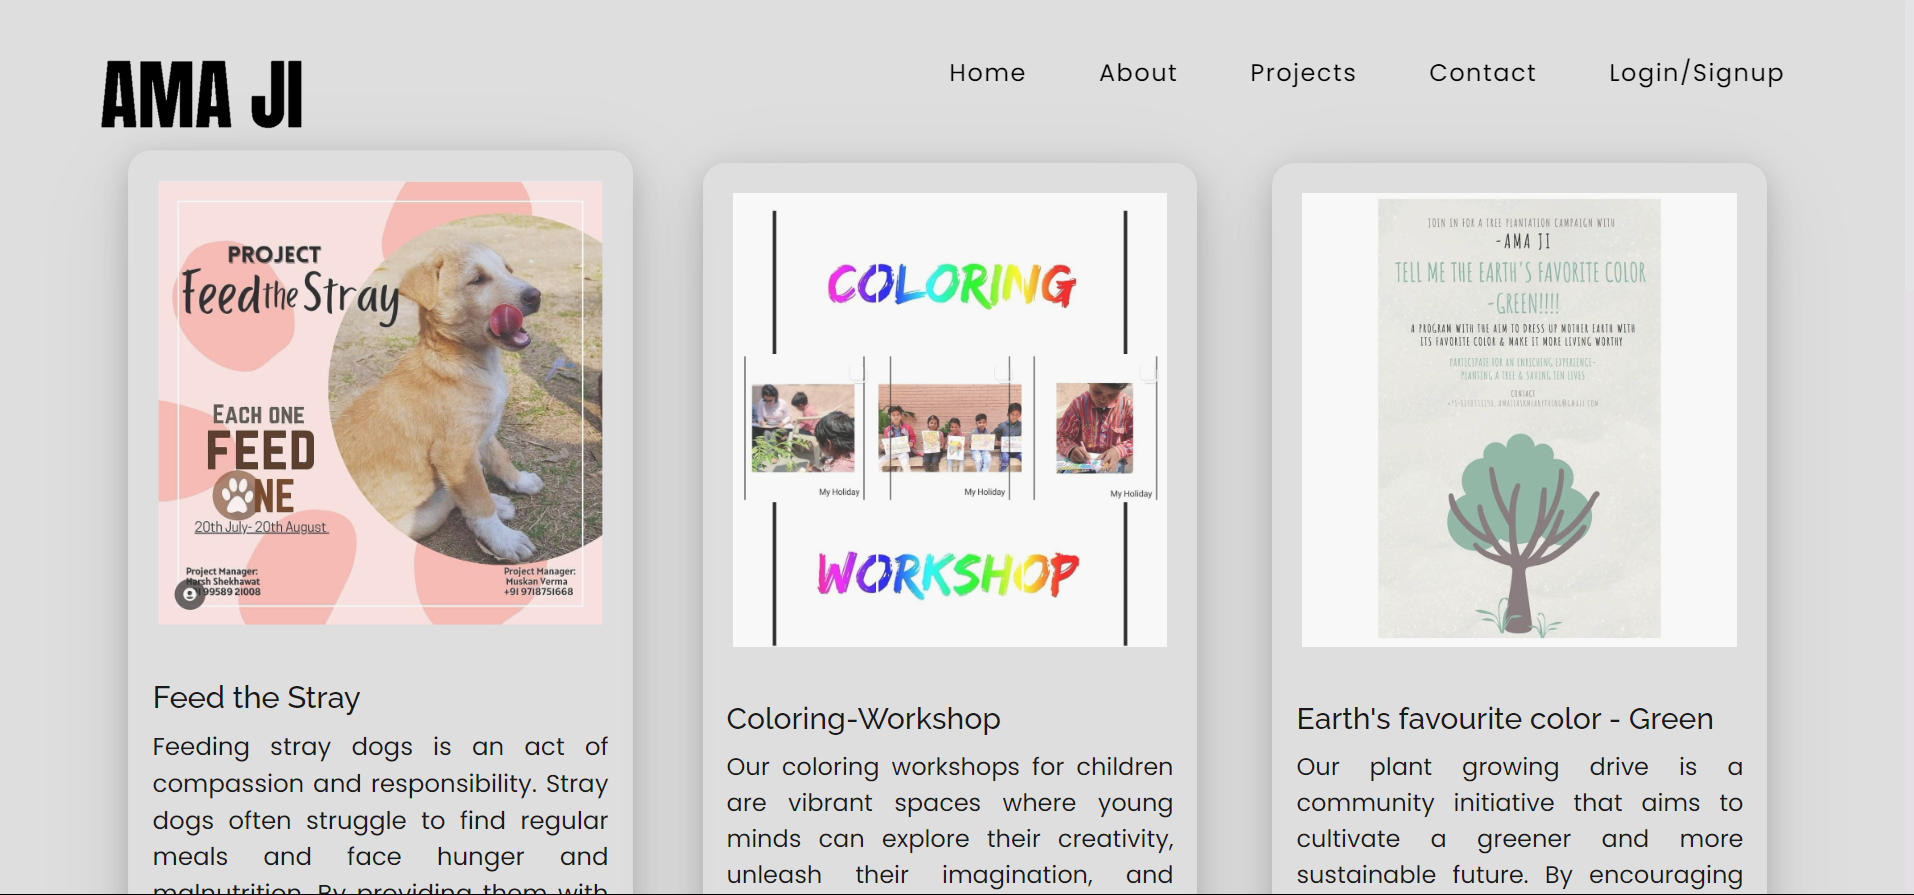 AMA JI
Home
About
Projects
Contact
Login/Signup
PROJECT
Feed the Stray
EACH ONE
FEED
NE
20th July- 20th August
Project Manager:
Harsh Shekhawat
99589 21008
Project Manager:
Muskan Verma
+91 9718751668
Feed the Stray
Feeding stray dogs is an act of
compassion and responsibility. Stray
dogs often struggle to find regular
meals and face hunger and
malnutrition. By providing them with
COLORING
My Holiday
My Holiday
My Holiday
WORKSHOP
Coloring-Workshop
Our coloring workshops for children
are vibrant spaces where young
minds can explore their creativity,
unleash their imagination, and
JOIN IN FOR A TREE PLANTATION CAMPAIGN WITH
-AMA JI
TELL ME THE EARTH'S FAVORITE COLOR
-GREEN!!!!
A PROGRAM WITH THE AIM TO DRESS UP MOTHER EARTH WITH
ITS FAVORITE COLOR & MAKE IT MORE LIVING WORTHY
PARTICIPATE FOR AN ENRICHING EXPERIENCE-
PLANTING A TREE & SAVING TEN LIVES
CONTACT
Earth's favourite color - Green
Our plant growing drive is a
community initiative that aims to
cultivate a greener and more
sustainable future. By encouraging